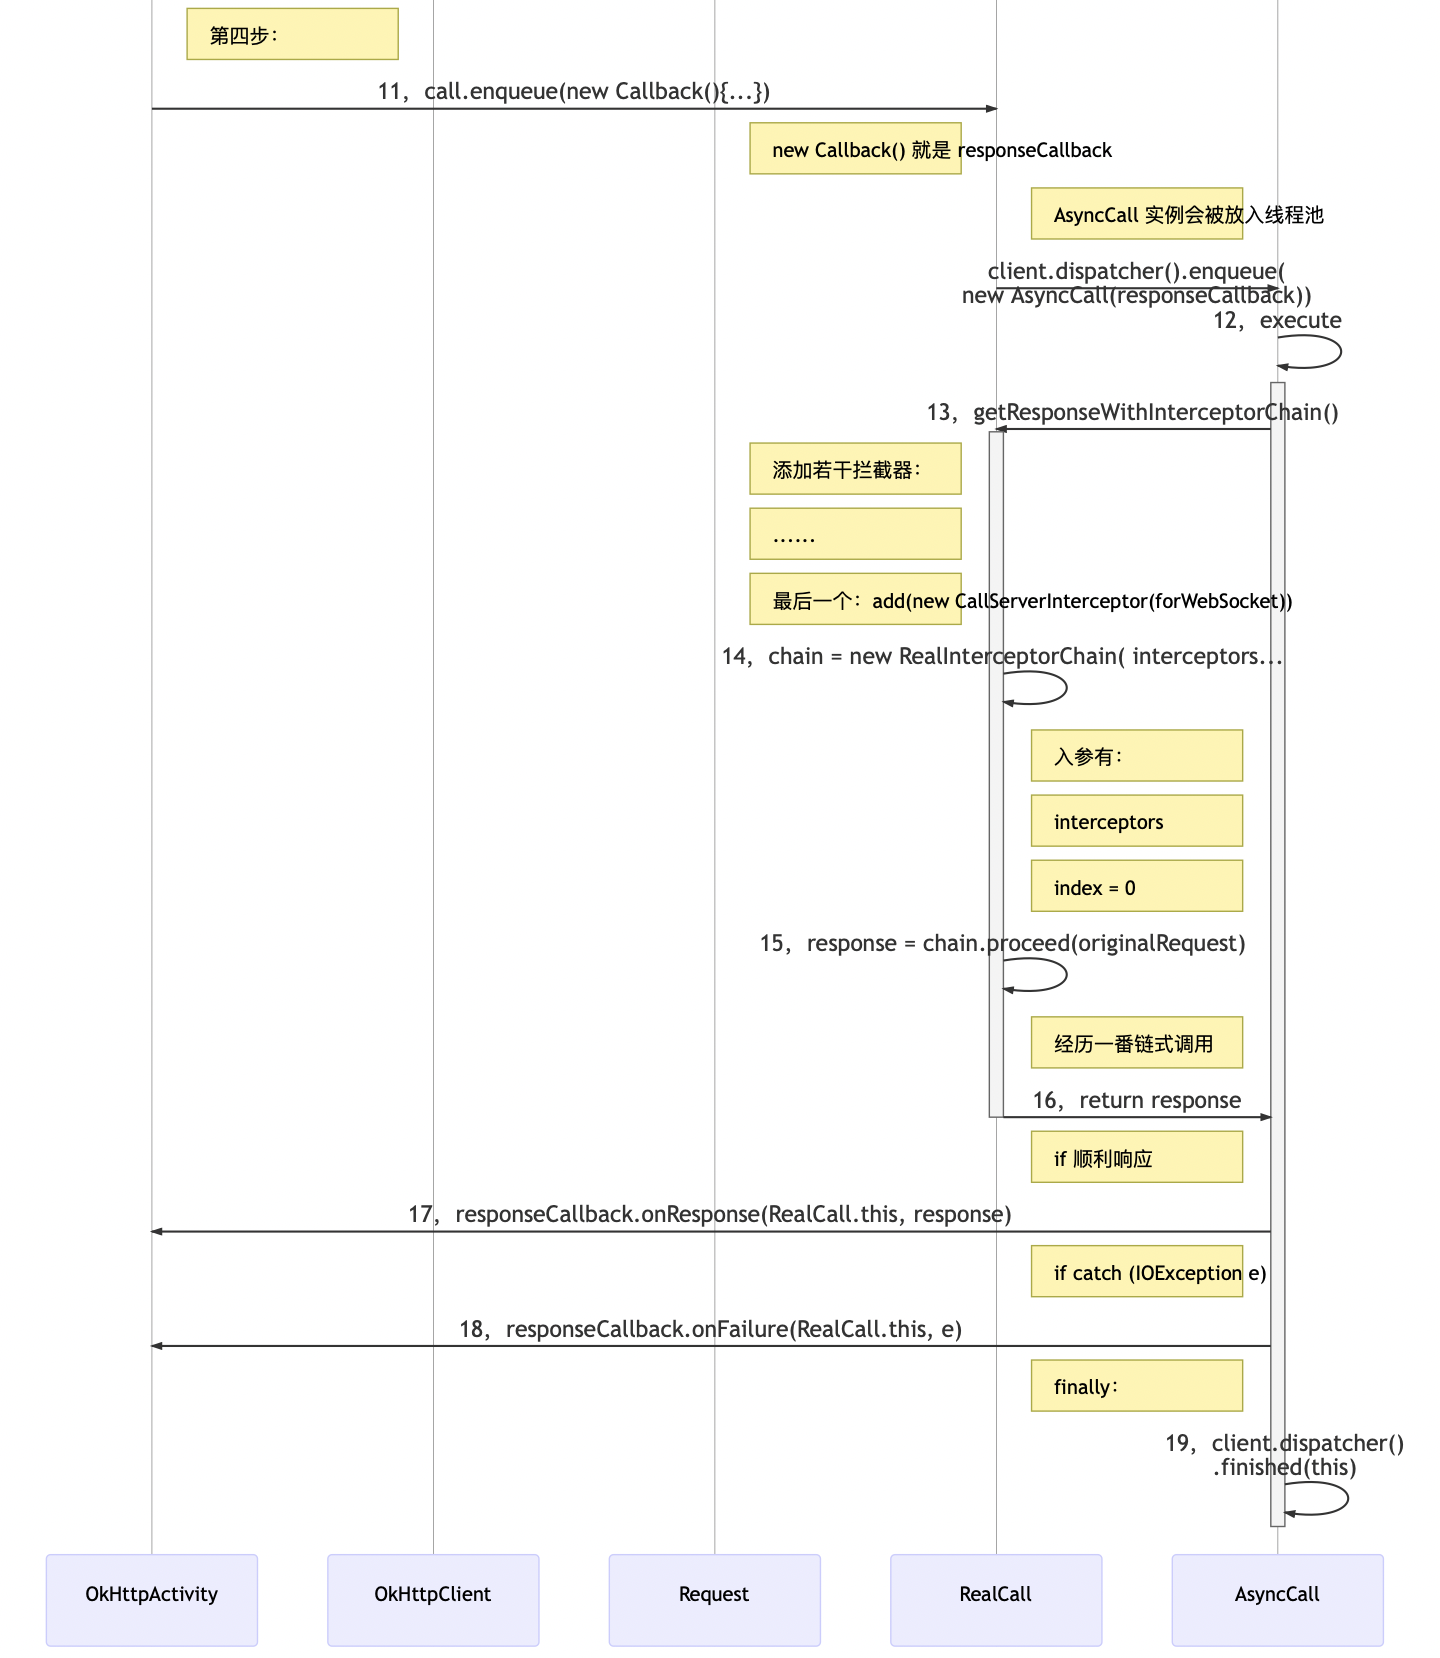 第四步：
11，call.enqueue(new Callback(){...})
new Callback() 就是 responseCallback
AsyncCall 实例会被放入线程池
client.dispatcher().enqueue(
new AsyncCall(responseCallback))
12，execute
13，getResponseWithInterceptorChain()
添加若干拦截器：
......
最后一个：add(new CallServerInterceptor(forWebSocket))
14，chain = new RealInterceptorChain( interceptors...
入参有：
interceptors
index = 0
15，response = chain.proceed(originalRequest)
经历一番链式调用
16，return response
if 顺利响应
17，responseCallback.onResponse(RealCall.this, response)
if catch (IOException e)
18，responseCallback.onFailure(RealCall.this, e)
finally：
19，client.dispatcher()
.finished(this)
OkHttpActivity
OkHttpClient
Request
RealCall
AsyncCall